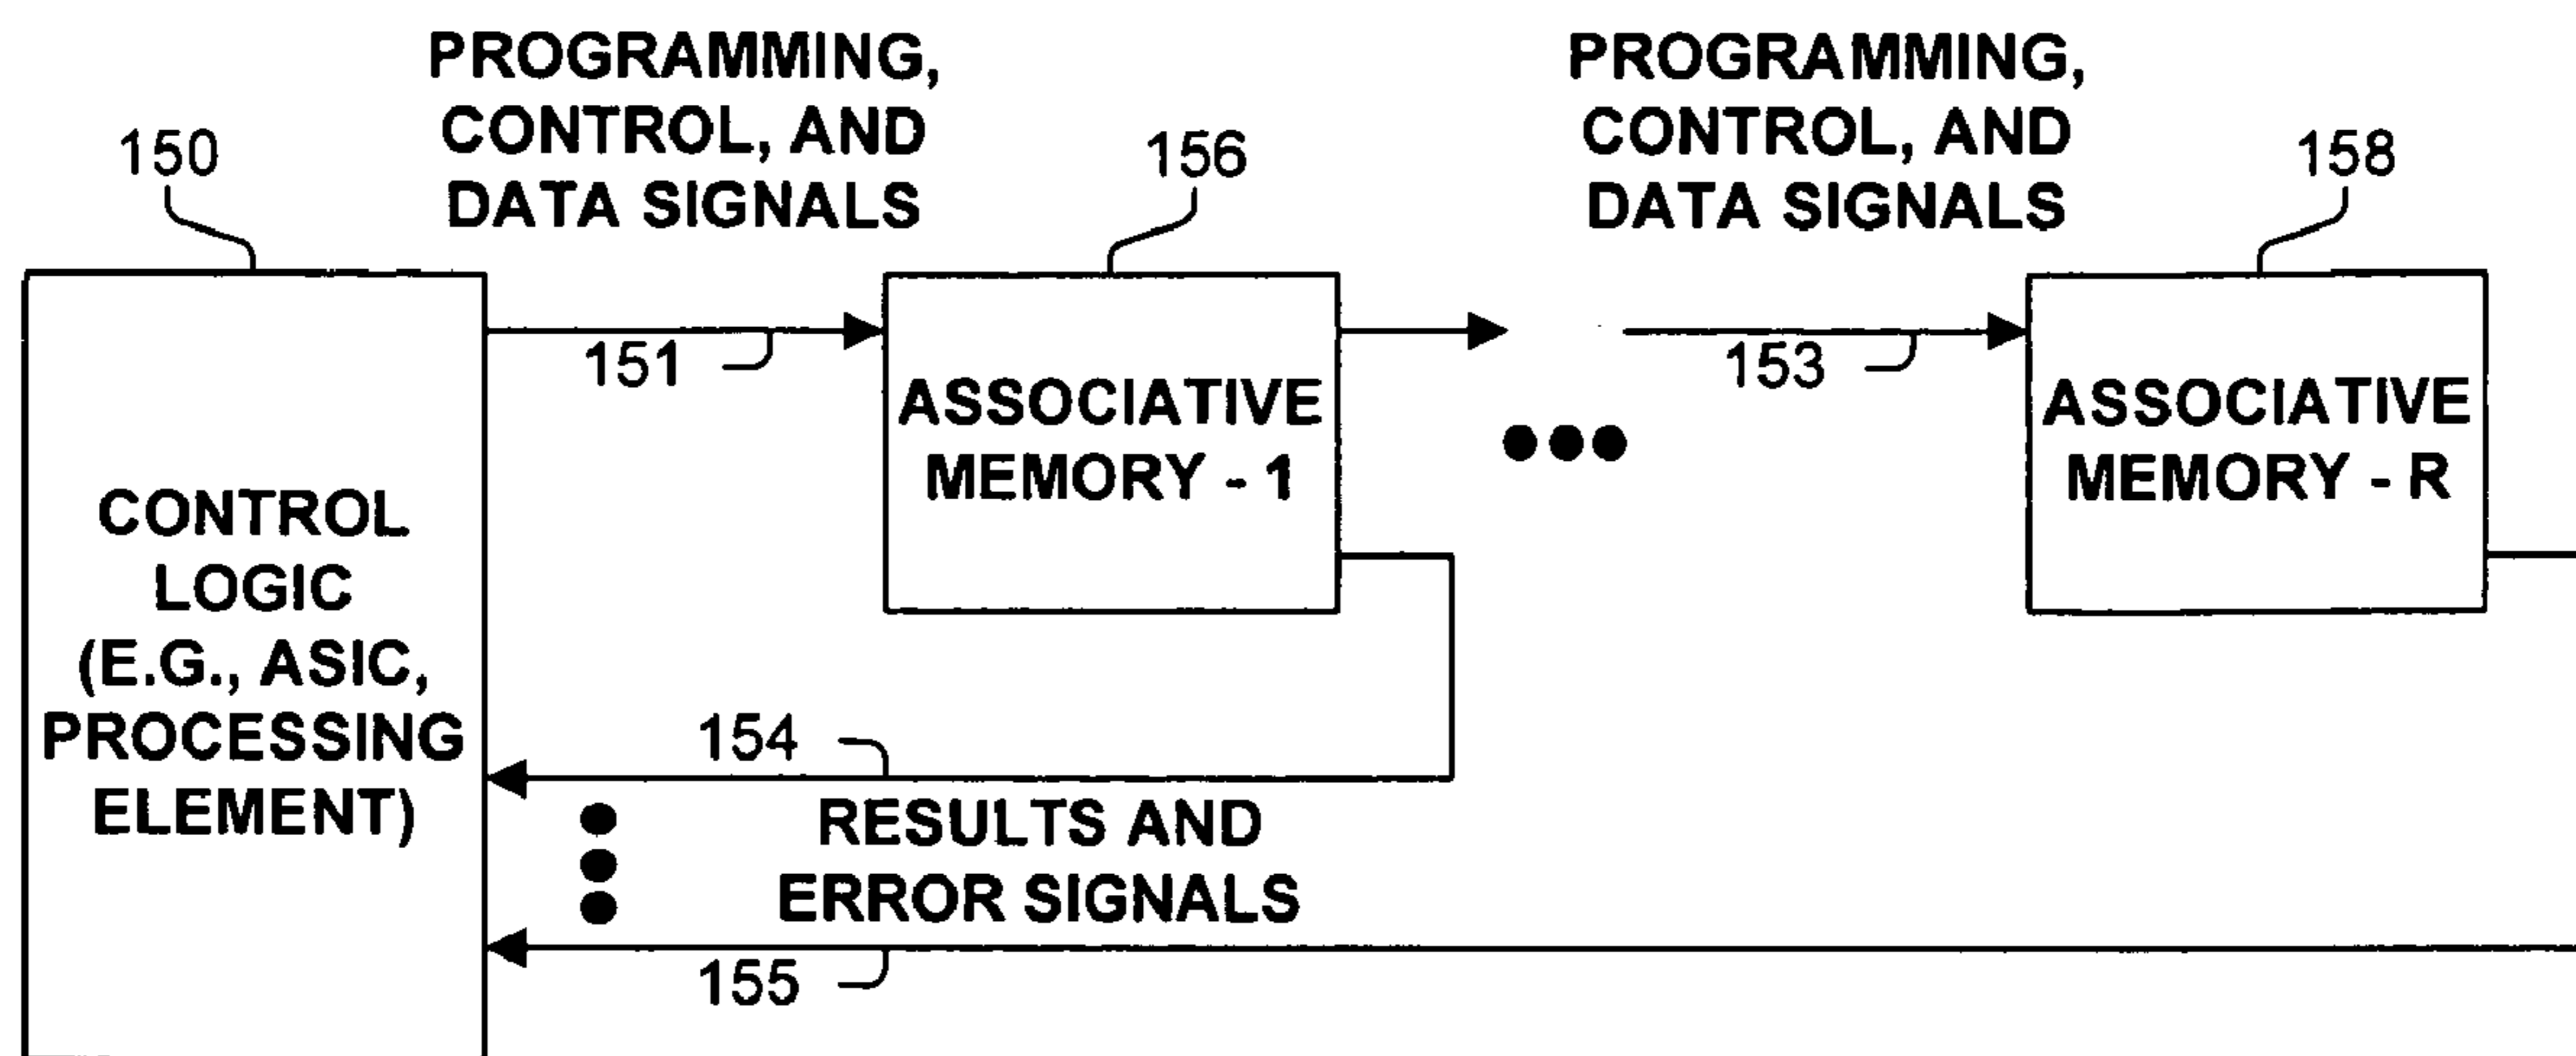 PROGRAMMING,
CONTROL, AND
DATA SIGNALS
PROGRAMMING,
CONTROL, AND
DATA SIGNALS
150
156
158
151
153
ASSOCIATIVE
MEMORY - 1
ASSOCIATIVE
MEMORY - R
CONTROL
LOGIC
(E.G., ASIC,
PROCESSING
ELEMENT)
154
RESULTS AND
ERROR SIGNALS
155